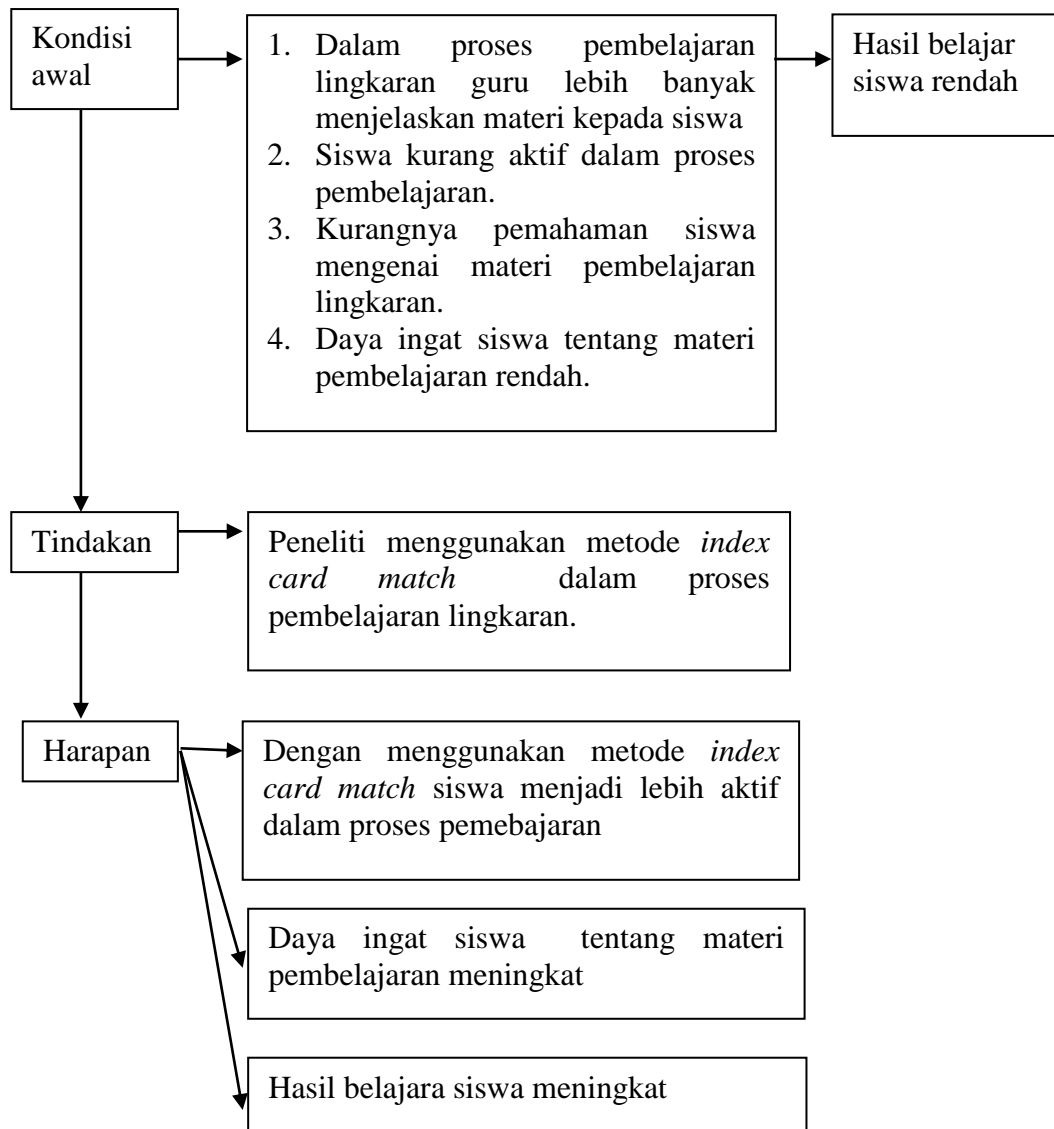 Kondisi
awal
1. Dalam proses pembelajaran
lingkaran guru lebih banyak
menjelaskan materi kepada siswa
2. Siswa kurang aktif dalam proses
pembelajaran.
3. Kurangnya pemahaman siswa
mengenai materi pembelajaran
lingkaran.
4. Daya ingat siswa tentang materi
pembelajaran rendah.
Hasil belajar
siswa rendah
Tindakan
Peneliti menggunakan metode index
card match dalam proses
pembelajaran lingkaran.
Harapan
Dengan menggunakan metode index
card match siswa menjadi lebih aktif
dalam proses pemebajaran
Daya ingat siswa tentang materi
pembelajaran meningkat
Hasil belajara siswa meningkat